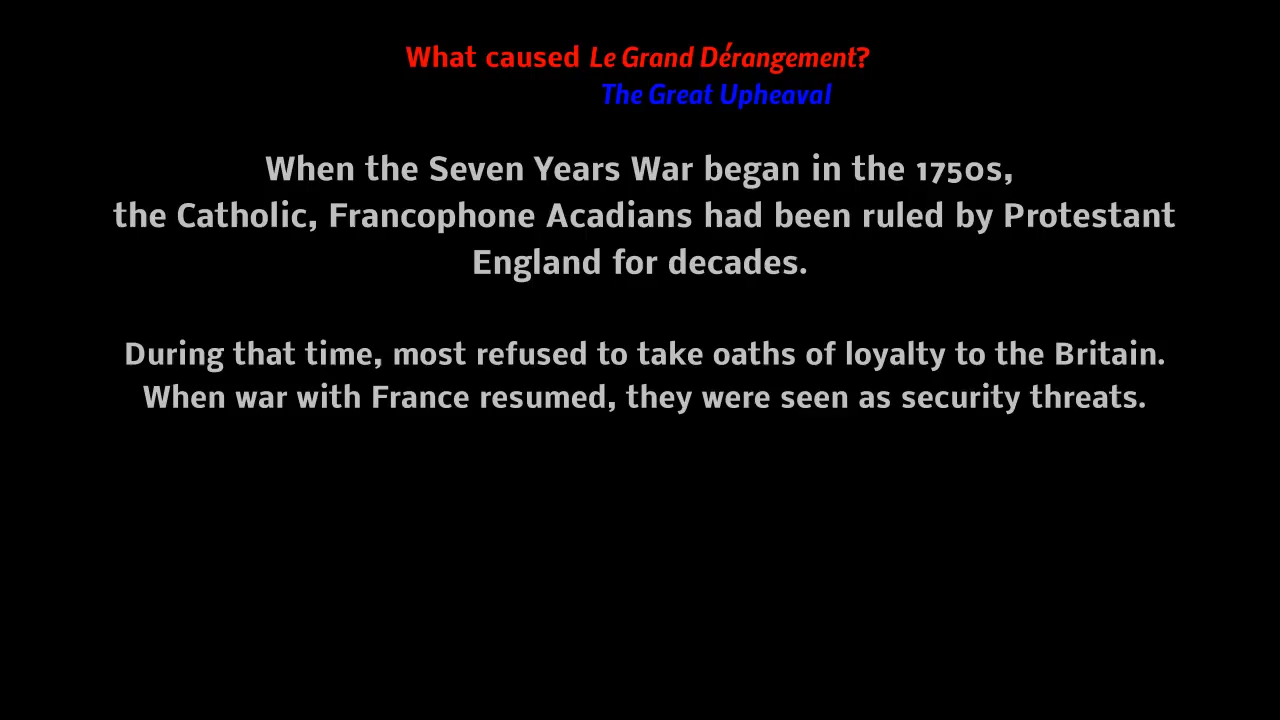 What caused Le Grand Dérangement?
The Great Upheaval
When the Seven Years War began in the 1750s,
the Catholic, Francophone Acadians had been ruled by Protestant
England for decades.
During that time, most refused to take oaths of loyalty to the Britain.
When war with France resumed, they were seen as security threats.